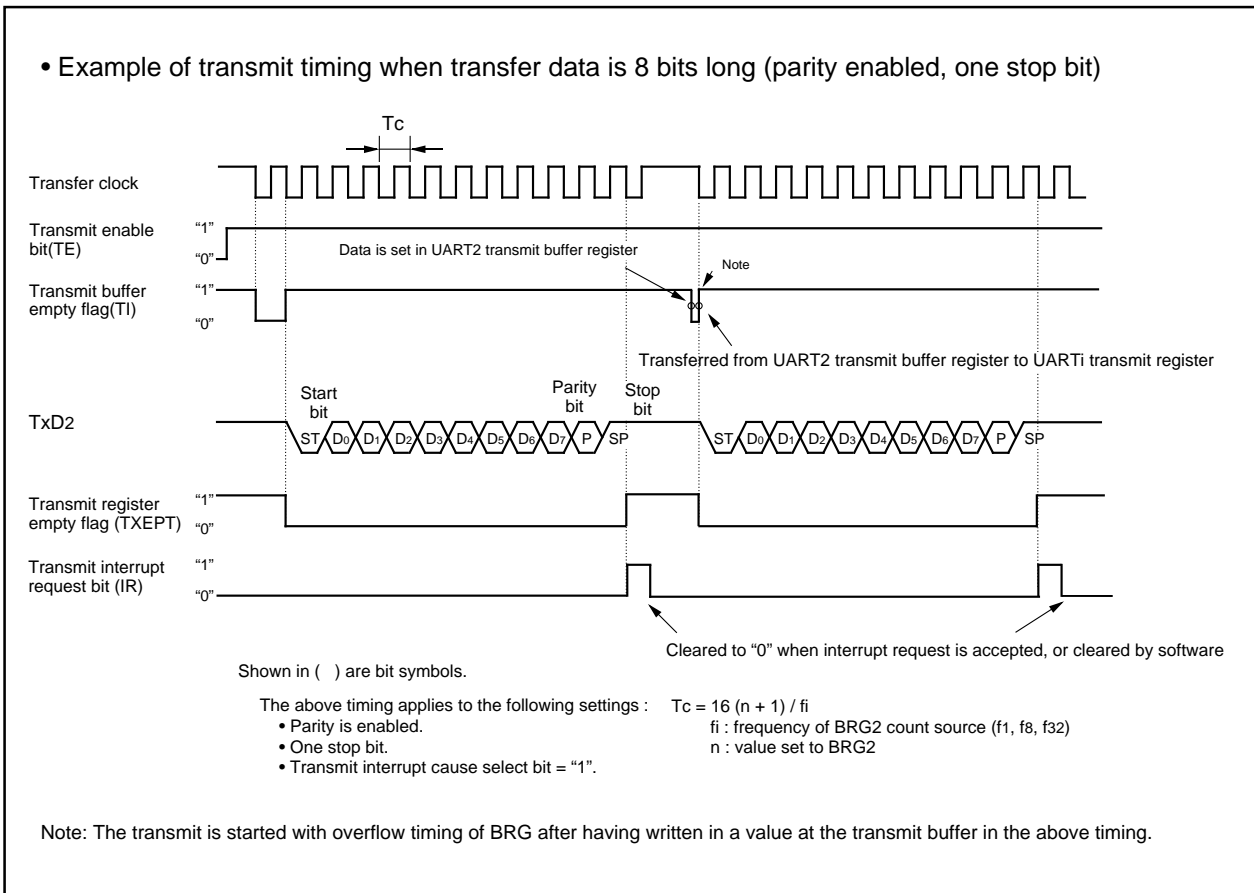 • Example of transmit timing when transfer data is 8 bits long (parity enabled, one stop bit)
Tc
Transfer clock
Transmit enable
bit(TE)
“1”
“0”
Data is set in UART2 transmit buffer register
Note
Transmit buffer
empty flag(TI)
“1”
“0”
Transferred from UART2 transmit buffer register to UARTi transmit register
Start
bit
Parity
bit
Stop
bit
TxD2
ST D0 D1 D2 D3 D4 D5 D6 D7 P SP
ST D0 D1 D2 D3 D4 D5 D6 D7 P SP
Transmit register
empty flag (TXEPT)
“1”
“0”
Transmit interrupt
request bit (IR)
“1”
“0”
Cleared to “0” when interrupt request is accepted, or cleared by software
Shown in ( ) are bit symbols.
The above timing applies to the following settings :
• Parity is enabled.
• One stop bit.
• Transmit interrupt cause select bit = “1”.
Tc = 16 (n + 1) / fi
fi : frequency of BRG2 count source (f1, f8, f32)
n : value set to BRG2
Note: The transmit is started with overflow timing of BRG after having written in a value at the transmit buffer in the above timing.